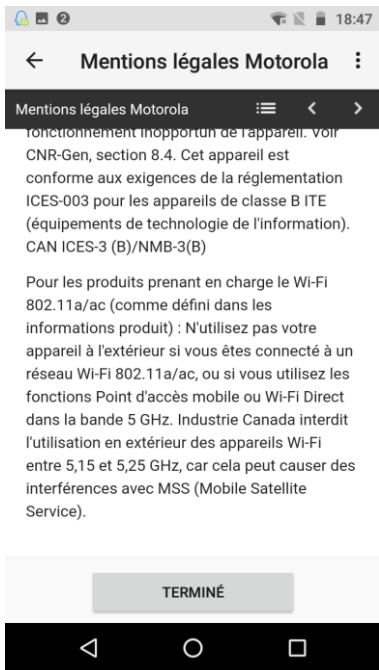 2 18:47
Mentions légales Motorola
Mentions légales Motorola
fonctionnement inopportun de l'appareil. Voir
CNR-Gen, section 8.4. Cet appareil est
conforme aux exigences de la réglementation
ICES-003 pour les appareils de classe B ITE
(équipements de technologie de l'information).
CAN ICES-3 (B)/NMB-3(B)
Pour les produits prenant en charge le Wi-Fi
802.11a/ac (comme défini dans les
informations produit) : N'utilisez pas votre
appareil à l'extérieur si vous êtes connecté à un
réseau Wi-Fi 802.11a/ac, ou si vous utilisez les
fonctions Point d'accès mobile ou Wi-Fi Direct
dans la bande 5 GHz. Industrie Canada interdit
l'utilisation en extérieur des appareils Wi-Fi
entre 5,15 et 5,25 GHz, car cela peut causer des
interférences avec MSS (Mobile Satellite
Service).
TERMINÉ